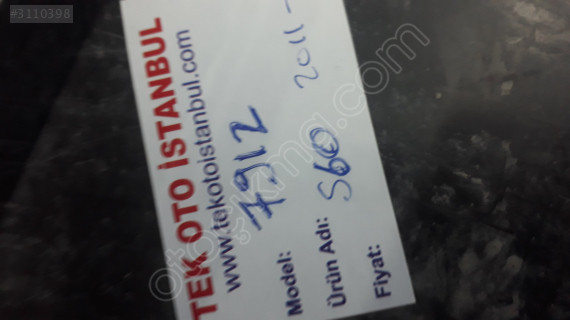 #3110398
TEK OTO İSTANBUL
www.tekotoistanbul.com
7912
Model: S60 2011-
Ürün Adı:
Fiyat: